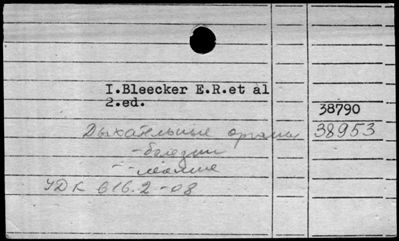 I.Bleecker E.R.et al
2.ed.
38790
Дыхательные органы 38953
-болезни
-"- лечение
УДК 616.2-08